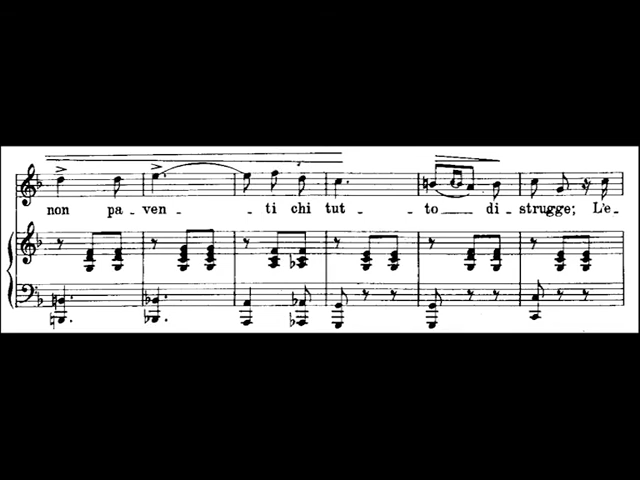 non pa - ven - ti chi tut - to di - strugge; L'e -